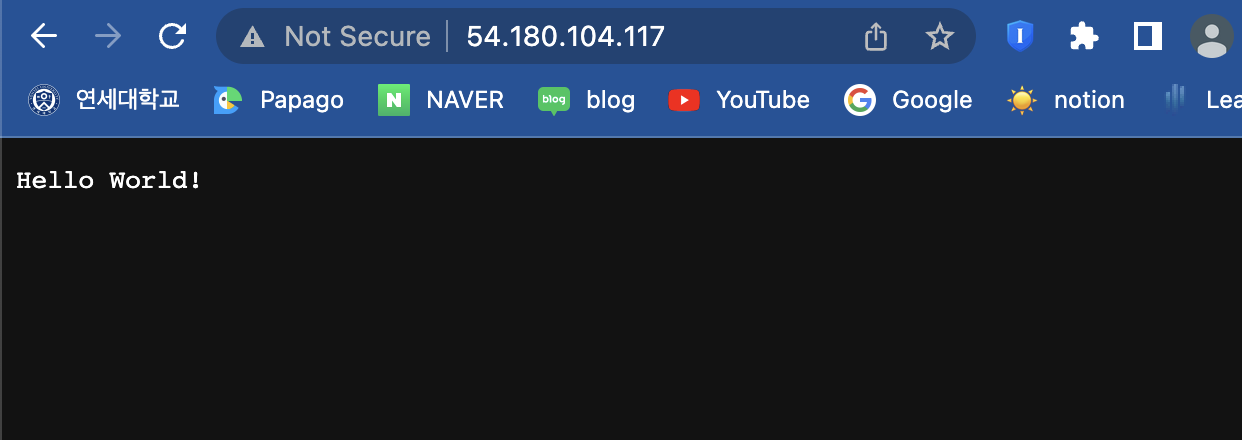 Not Secure 54.180.104.117
연세대학교 Papago N NAVER blog blog YouTube Google notion Lea
Hello World!